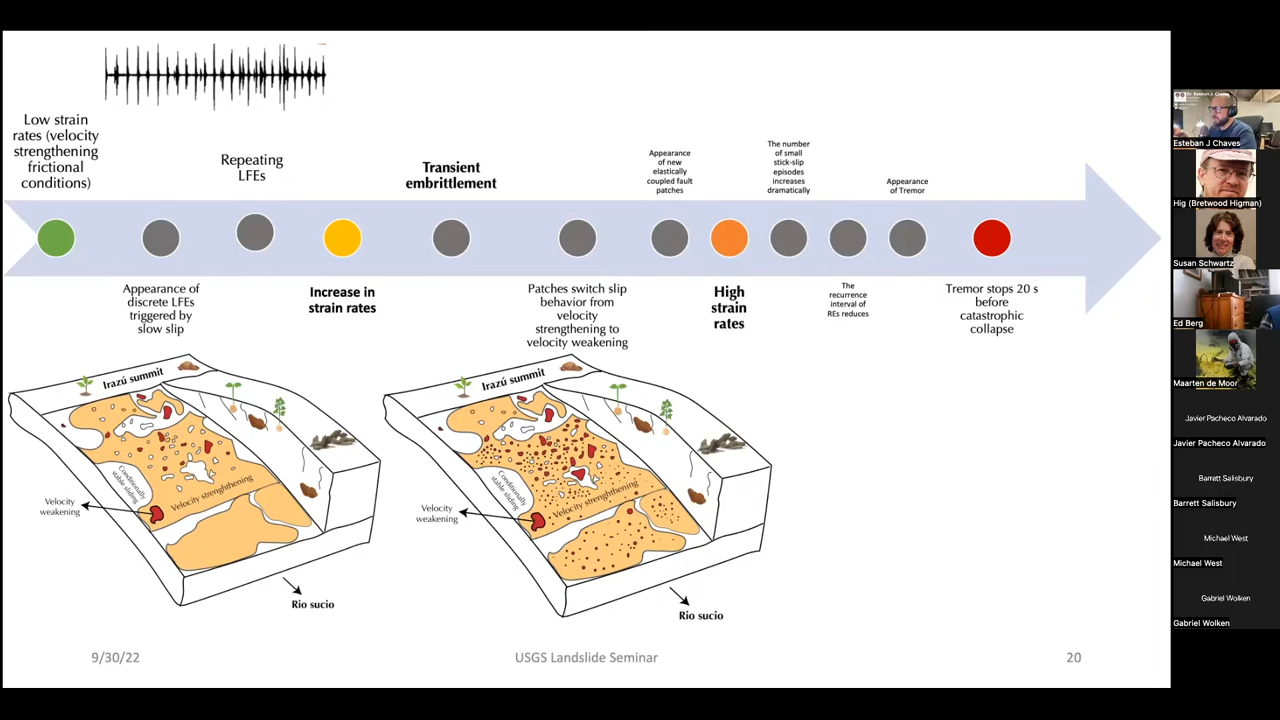 Low strain
rates (velocity
strengthening
frictional
conditions)
Appearance of
discrete LFEs
triggered by
slow slip
Repeating
LFEs
Increase in
strain rates
Transient
embrittlement
Patches switch slip
behavior from
velocity
strengthening to
velocity weakening
Appearance
of new
elastically
coupled fault
patches
High
strain
rates
The number
of small
stick-slip
episodes
increases
dramatically
The
recurrence
interval of
REs reduces
Appearance
of Tremor
Tremor stops 20 s
before
catastrophic
collapse
Irazú summit
Conditionally
stable sliding
Velocity strenghthening
Velocity
weakening
Rio sucio
Irazú summit
Conditionally
stable sliding
Velocity strenghthening
Velocity
weakening
Rio sucio
9/30/22
USGS Landslide Seminar
20
Esteban J Chaves
Hig (Bretwood Higman)
Susan Schwartz
Ed Berg
Maarten de Moor
Javier Pacheco Alvarado
Javier Pacheco Alvarado
Barrett Salisbury
Barrett Salisbury
Michael West
Michael West
Gabriel Wolken
Gabriel Wolken